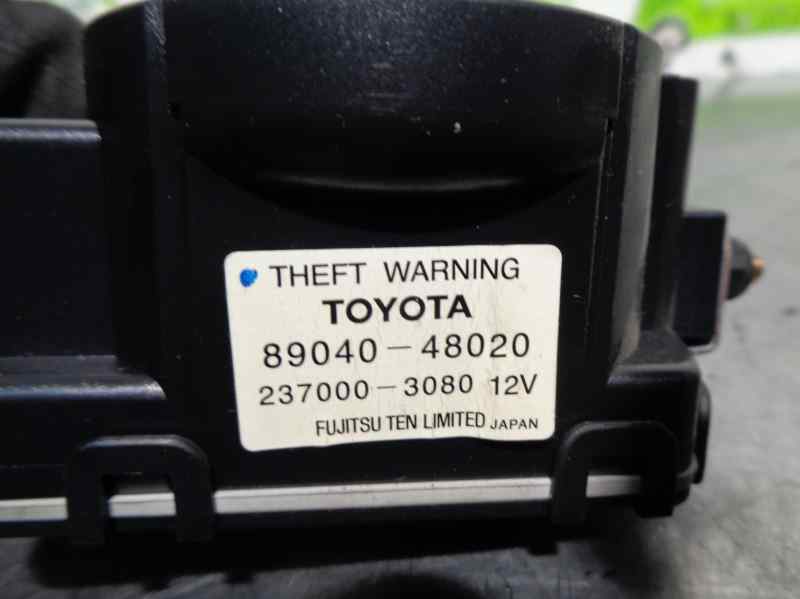 THEFT WARNING
TOYOTA
89040-48020
237000-3080 12V
FUJITSU TEN LIMITED JAPAN